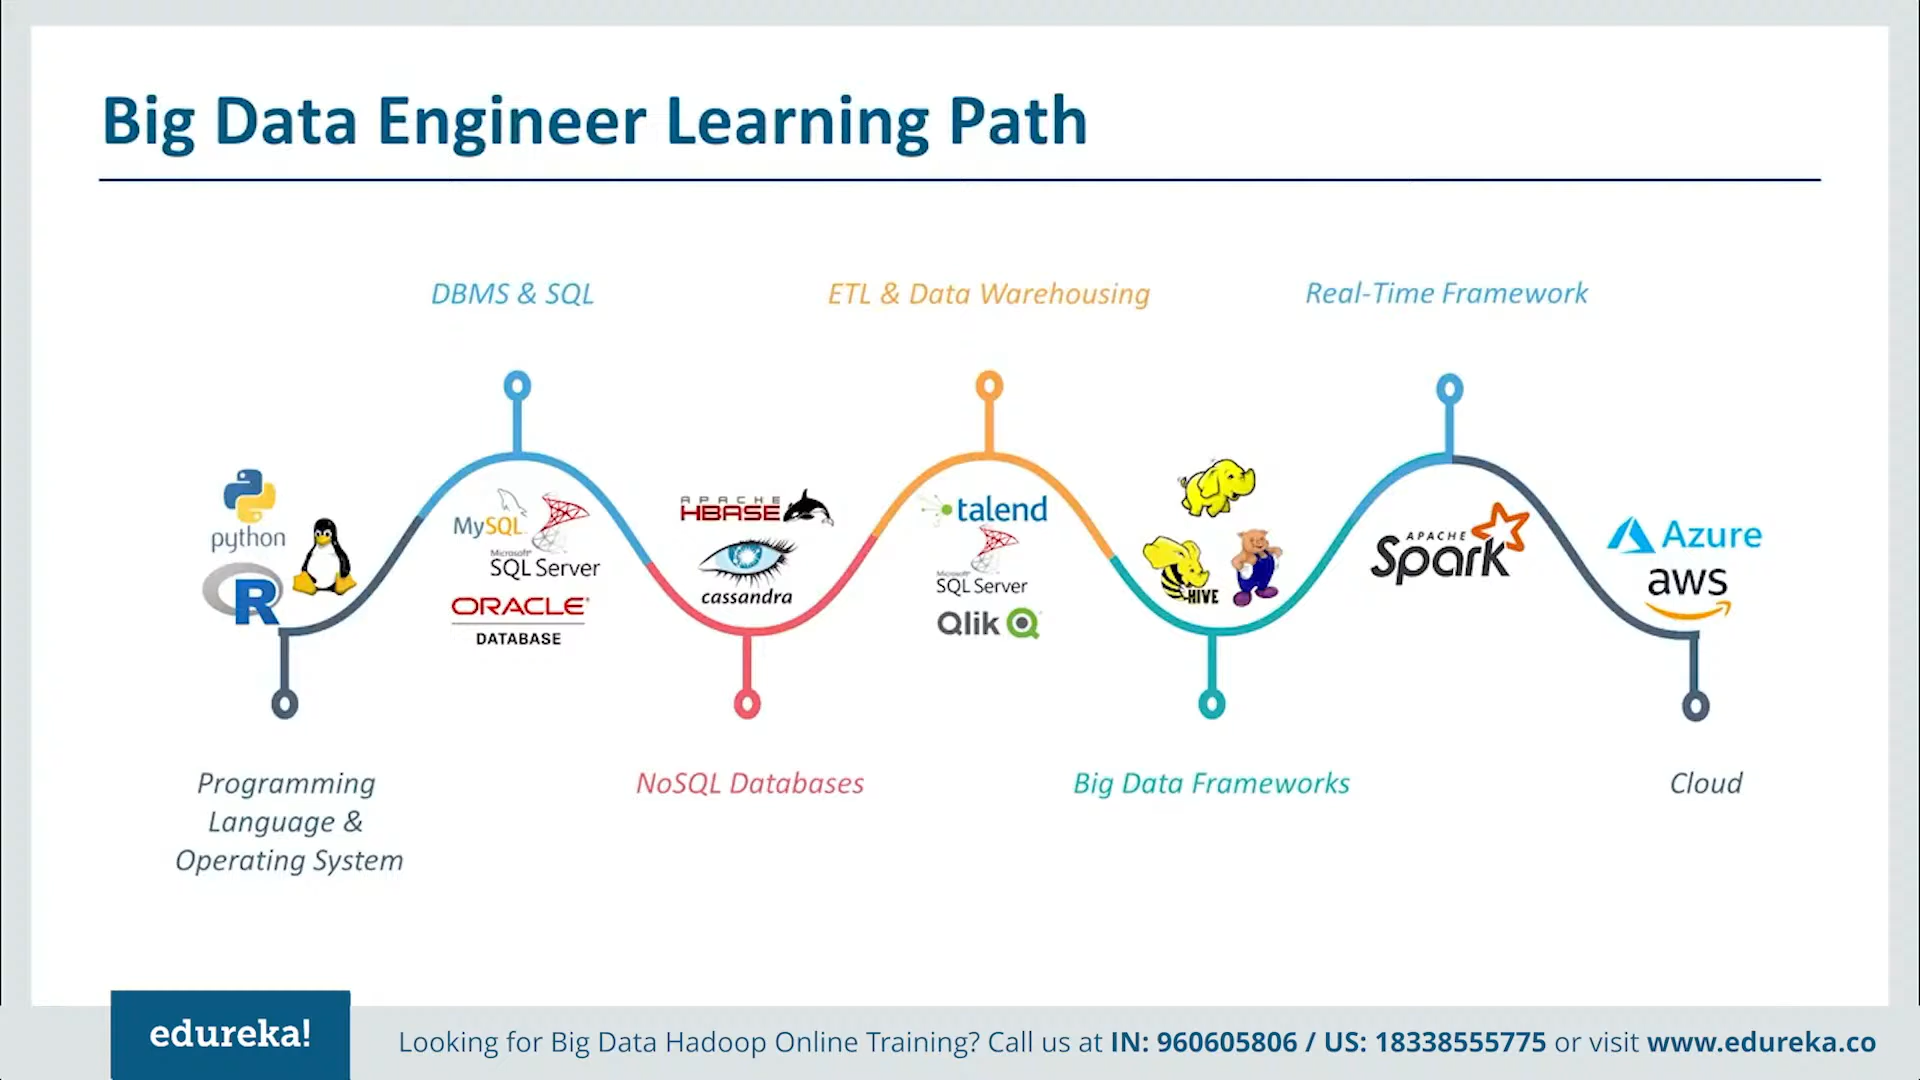 Big Data Engineer Learning Path
DBMS & SQL
ETL & Data Warehousing
Real-Time Framework
python
R
MySQL
Microsoft
SQL Server
ORACLE
DATABASE
APACHE
HBASE
cassandra
talend
Microsoft
SQL Server
Qlik
HIVE
APACHE
Spark
Azure
aws
Programming
Language &
Operating System
NoSQL Databases
Big Data Frameworks
Cloud
edureka!
Looking for Big Data Hadoop Online Training? Call us at IN: 960605806 / US: 18338555775 or visit www.edureka.co